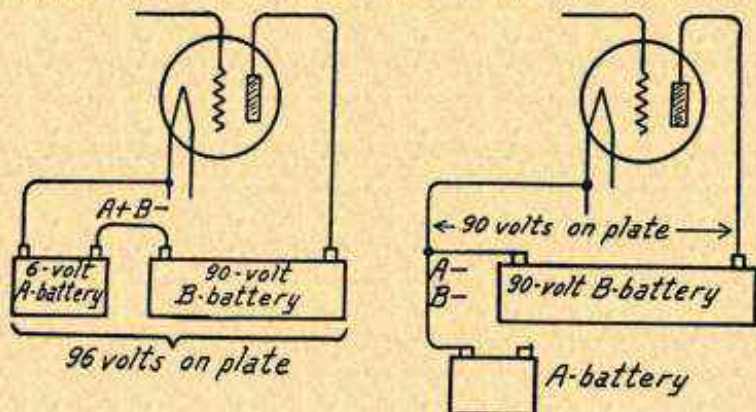 A+B-
6-volt
A-battery
90-volt
B-battery
96 volts on plate
90 volts on plate
A-
B-
90-volt B-battery
A-battery